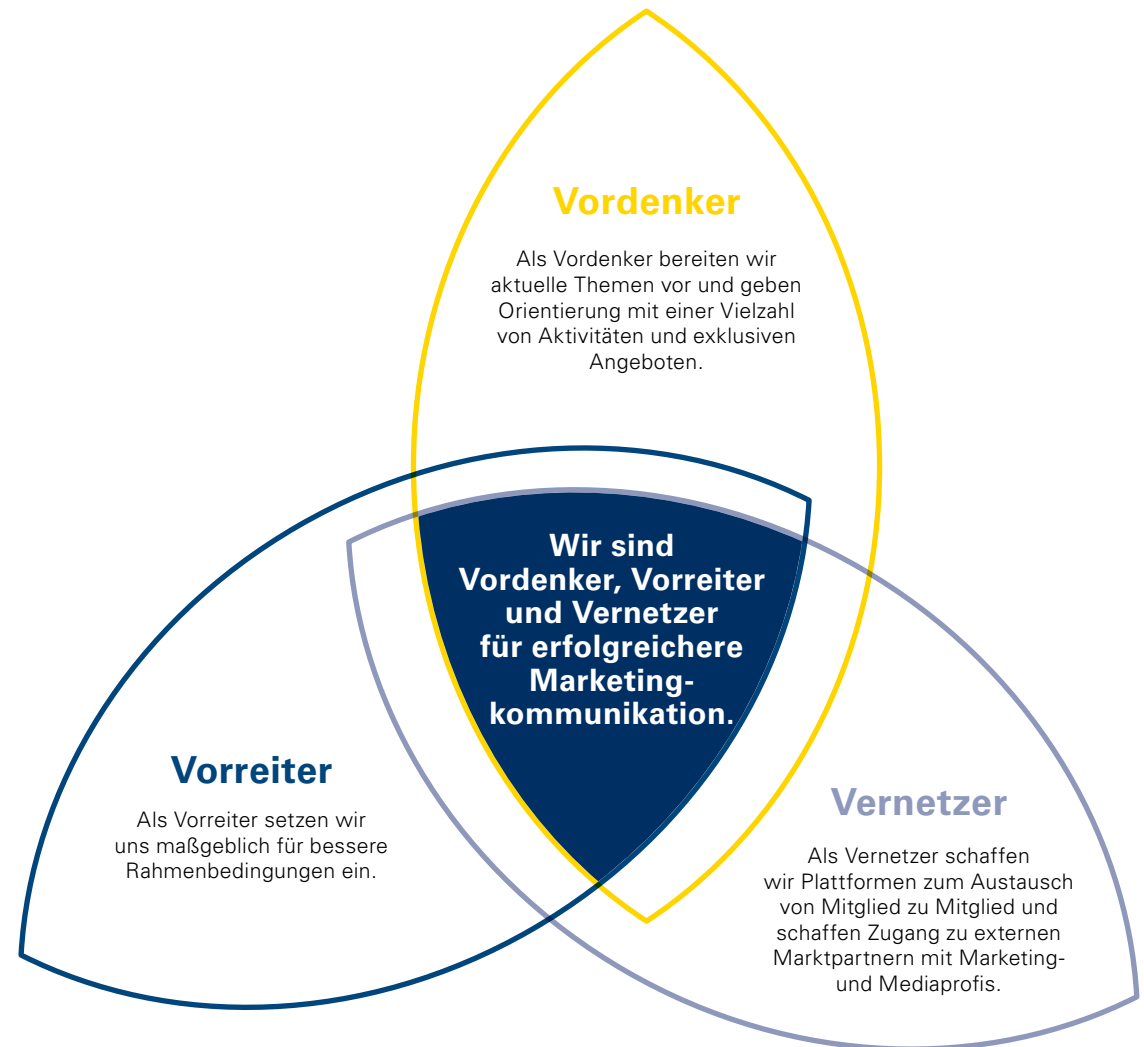 Vordenker
Als Vordenker bereiten wir
aktuelle Themen vor und geben
Orientierung mit einer Vielzahl
von Aktivitäten und exklusiven
Angeboten.
Wir sind
Vordenker, Vorreiter
und Vernetzer
für erfolgreichere
Marketing-
kommunikation.
Vorreiter
Als Vorreiter setzen wir
uns maßgeblich für bessere
Rahmenbedingungen ein.
Vernetzer
Als Vernetzer schaffen
wir Plattformen zum Austausch
von Mitglied zu Mitglied und
schaffen Zugang zu externen
Marktpartnern mit Marketing-
und Mediaprofis.